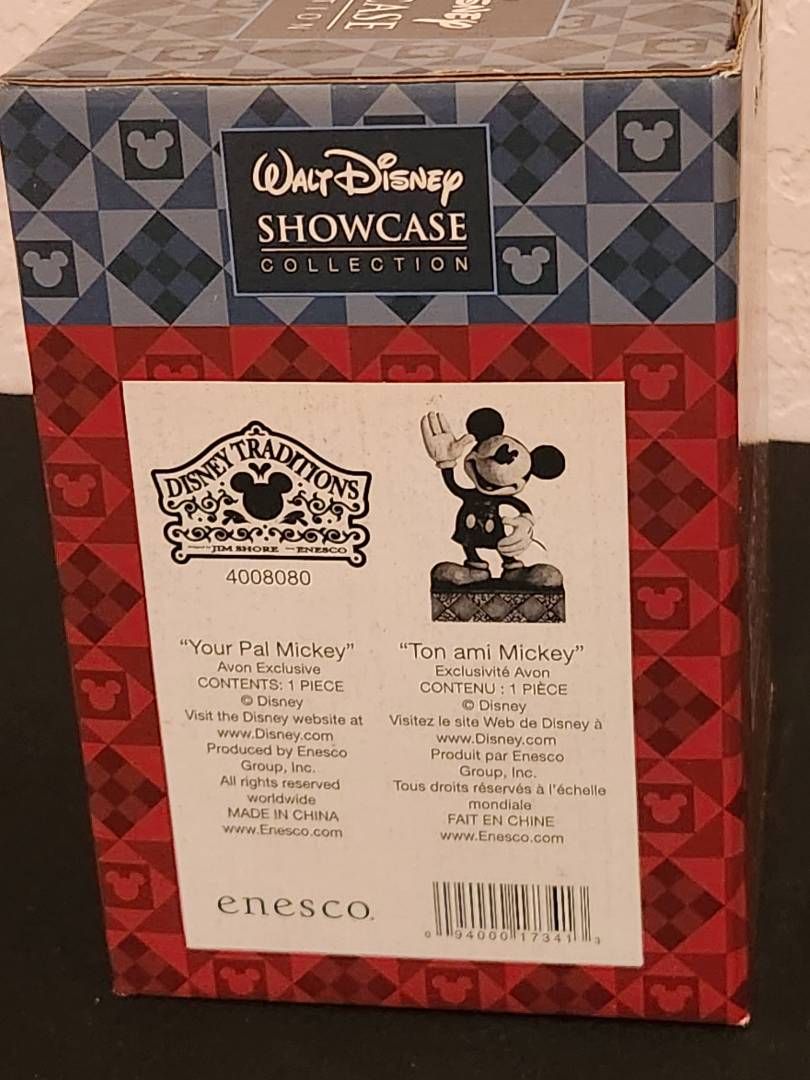 DISNEY
CASE
TION
WALT DISNEY
SHOWCASE
COLLECTION
DISNEY TRADITIONS
JIM SHORE ENESCO
4008080
"Your Pal Mickey"
Avon Exclusive
CONTENTS: 1 PIECE
© Disney
Visit the Disney website at
www.Disney.com
Produced by Enesco
Group, Inc.
All rights reserved
worldwide
MADE IN CHINA
www.Enesco.com
"Ton ami Mickey"
Exclusivité Avon
CONTENU : 1 PIÈCE
© Disney
Visitez le site Web de Disney à
www.Disney.com
Produit par Enesco
Group, Inc.
Tous droits réservés à l'échelle
mondiale
FAIT EN CHINE
www.Enesco.com
enesco.
0 94000 17341 3